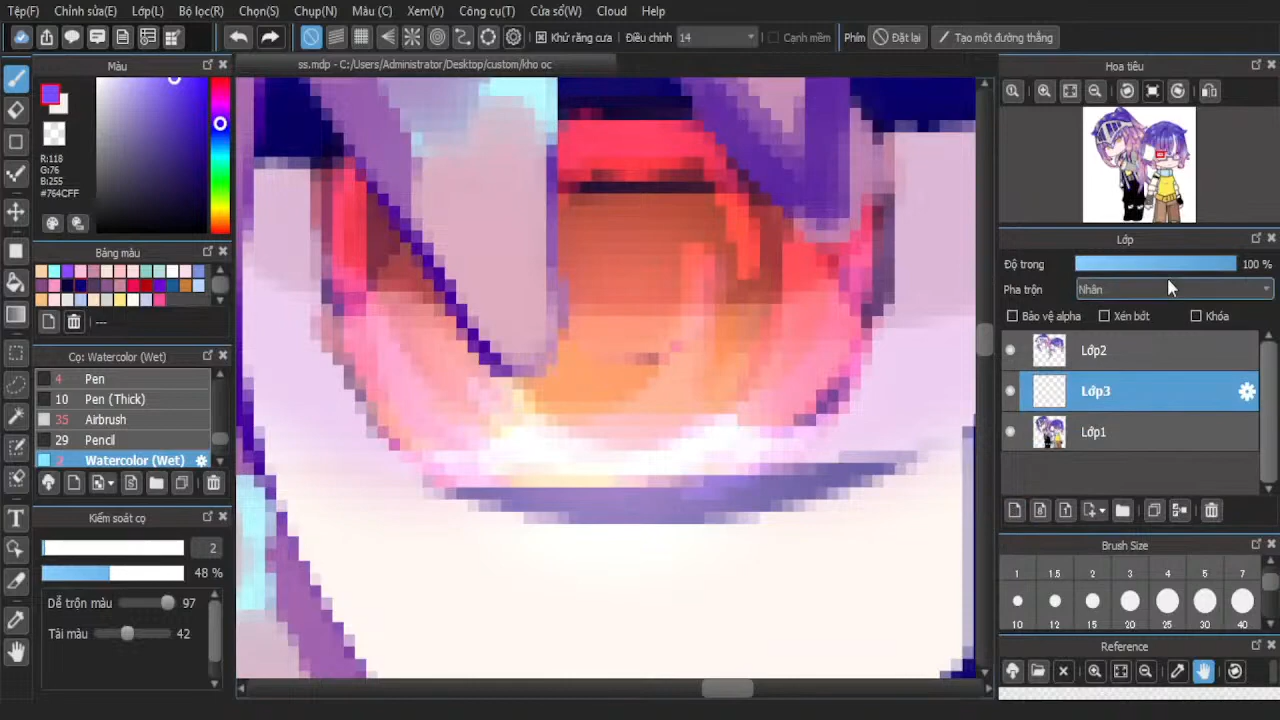 Tệp(F) Chỉnh sửa(E) Lớp(L) Bộ lọc(R) Chọn(S) Chụp(N) Màu (C) Xem(V) Công cụ(T) Cửa sổ(W) Cloud Help
Khử răng cưa Điều chỉnh 14 Cạnh mềm Phím Đặt lại Tạo một đường thẳng
Màu
ss.mdp - C:/Users/Administrator/Desktop/custom/kho oc
Hoa tiêu
R:118
G:76
B:255
#764CFF
Bảng màu
---
Cọ: Watercolor (Wet)
4 Pen
10 Pen (Thick)
35 Airbrush
29 Pencil
Watercolor (Wet)
Kiểm soát cọ
2
48 %
Dễ trộn màu 97
Tải màu 42
Lớp
Độ trong 100 %
Pha trộn Nhân
Bảo vệ alpha Xén bớt Khóa
Lớp2
Lớp3
Lớp1
Brush Size
1 1.5 2 3 4 5 7
10 12 15 20 25 30 40
Reference